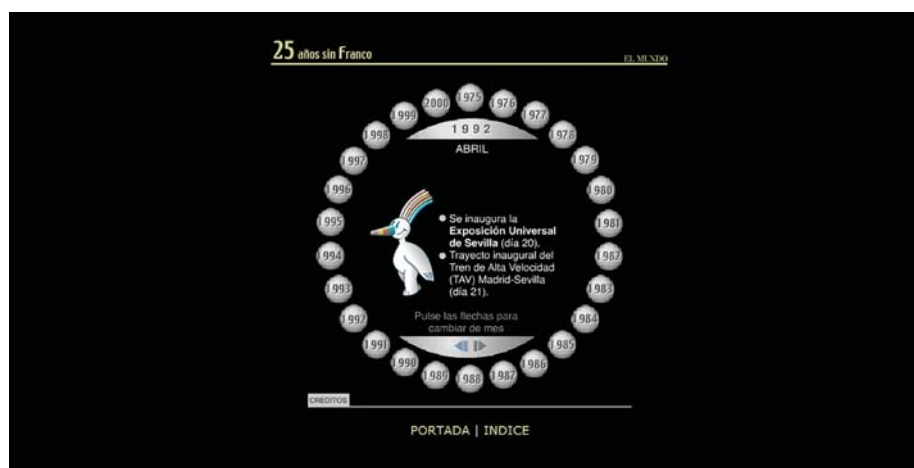 25 años sin Franco
EL MUNDO
1975
1976
1977
1978
1979
1980
1981
1982
1983
1984
1985
1986
1987
1988
1989
1990
1991
1992
1993
1994
1995
1996
1997
1998
1999
2000
1992
ABRIL
Se inaugura la
Exposición Universal
de Sevilla (día 20).
Trayecto inaugural del
Tren de Alta Velocidad
(TAV) Madrid-Sevilla
(día 21).
Pulse las flechas para
cambiar de mes
CREDITOS
PORTADA | INDICE